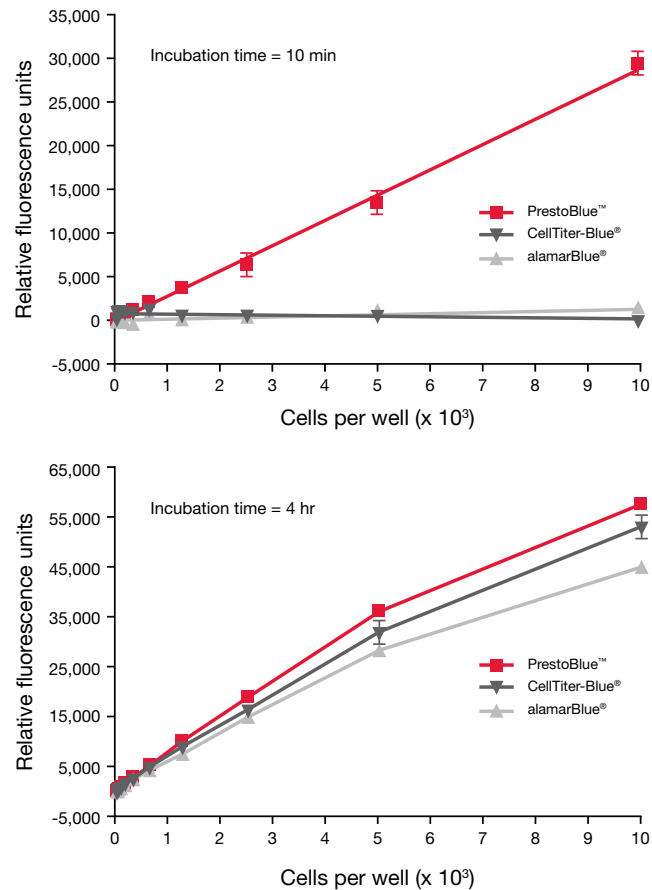 35,000
30,000
25,000
20,000
15,000
10,000
5,000
0
-5,000
Relative fluorescence units
Incubation time = 10 min
PrestoBlue™
CellTiter-Blue®
alamarBlue®
0 1 2 3 4 5 6 7 8 9 10
Cells per well (x 10³)
65,000
55,000
45,000
35,000
25,000
15,000
5,000
-5,000
Relative fluorescence units
Incubation time = 4 hr
PrestoBlue™
CellTiter-Blue®
alamarBlue®
0 1 2 3 4 5 6 7 8 9 10
Cells per well (x 10³)